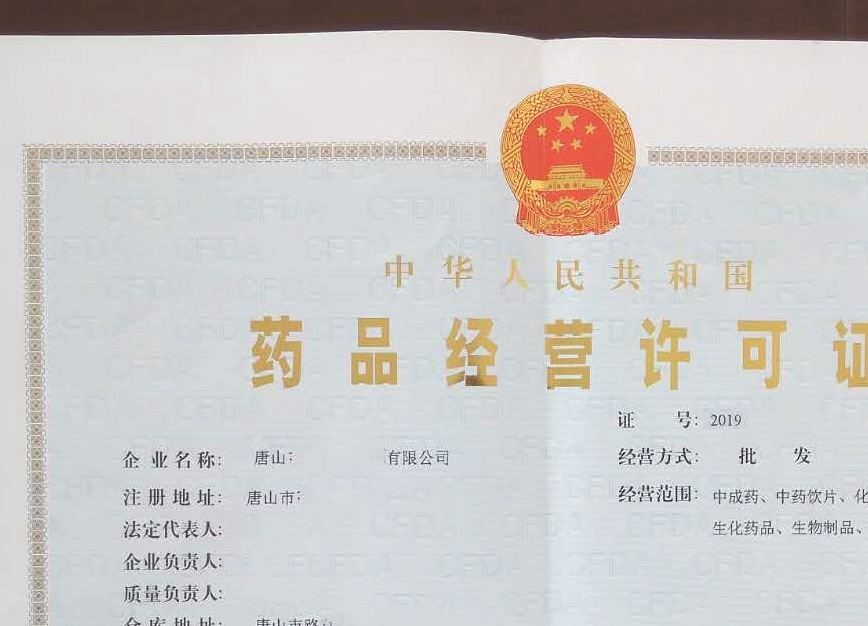 中华人民共和国
药品经营许可证
证 号: 2019
企业名称: 唐山 有限公司
经营方式: 批 发
注册地址: 唐山市
经营范围: 中成药、中药饮片、化
生化药品、生物制品、
法定代表人:
企业负责人:
质量负责人:
仓库地址: 唐山市路